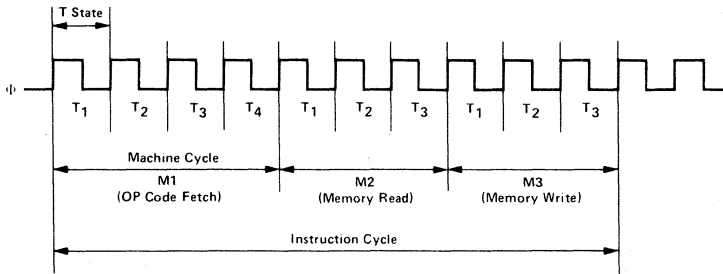 T State
Φ
T1 T2 T3 T4 T1 T2 T3 T1 T2 T3
Machine Cycle
M1 M2 M3
(OP Code Fetch) (Memory Read) (Memory Write)
Instruction Cycle